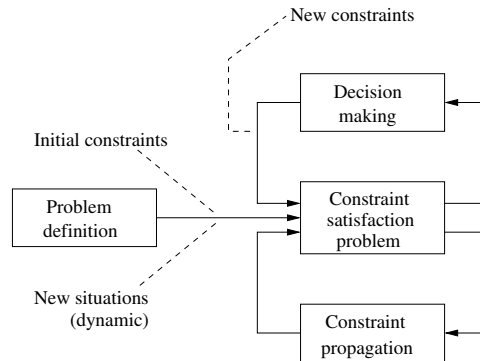 New constraints
Decision
making
Initial constraints
Problem
definition
Constraint
satisfaction
problem
New situations
(dynamic)
Constraint
propagation